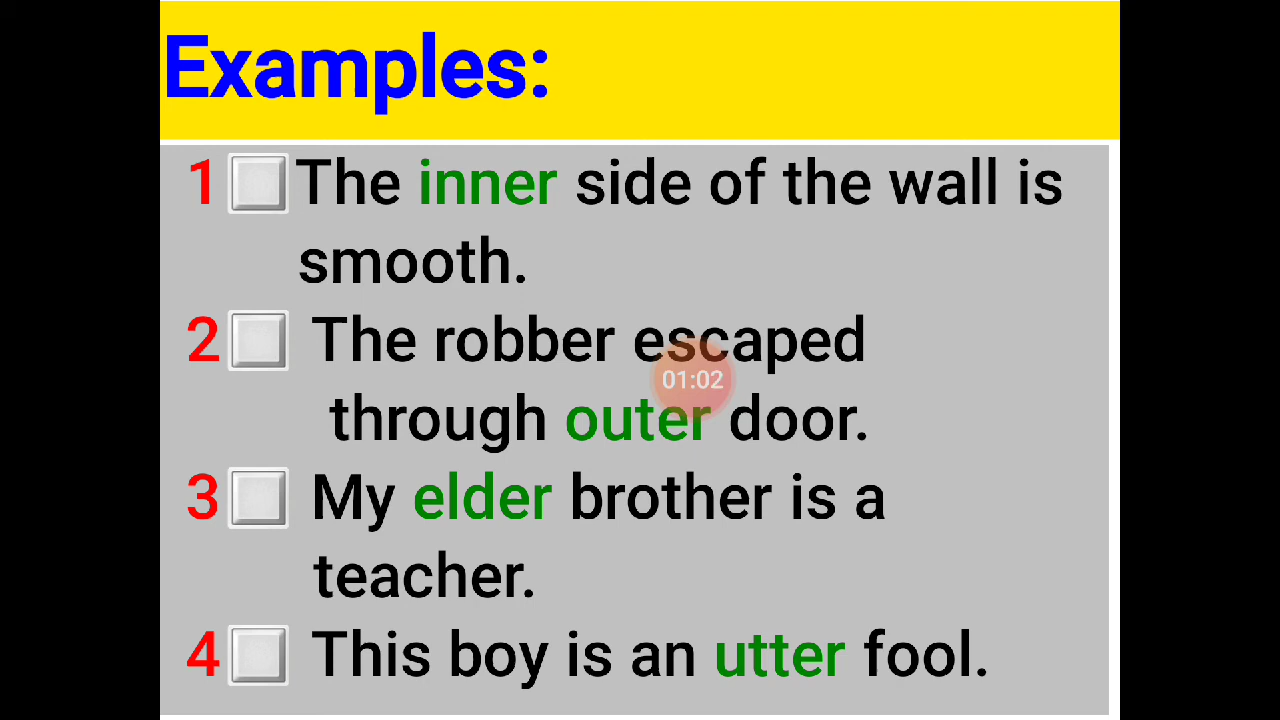 Examples:
1 The inner side of the wall is
smooth.
2 The robber escaped
01:02
through outer door.
3 My elder brother is a
teacher.
4 This boy is an utter fool.